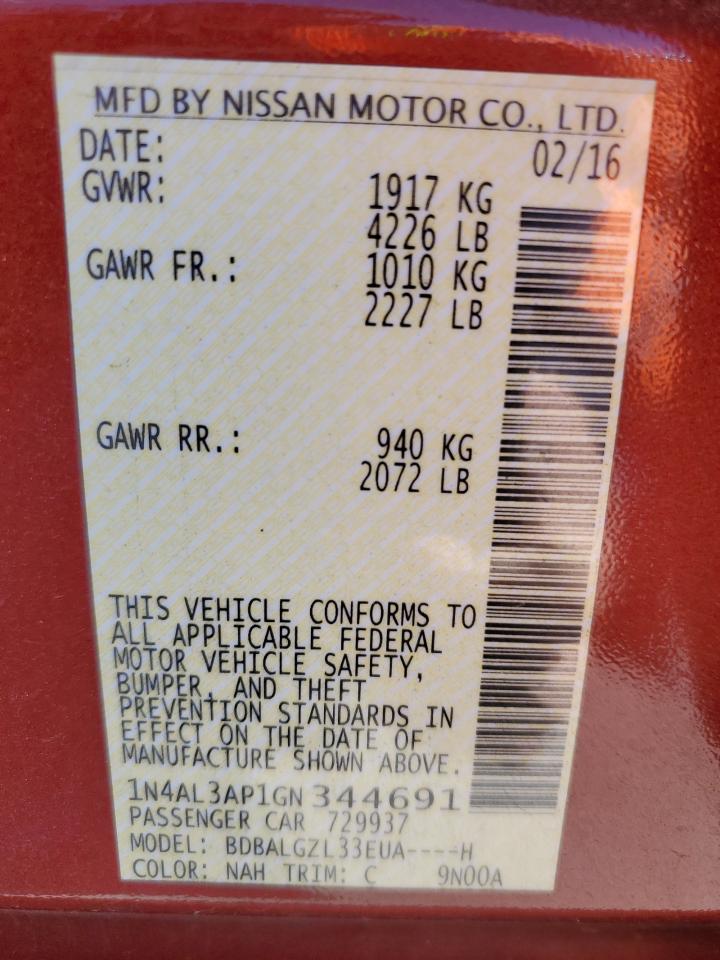 MFD BY NISSAN MOTOR CO., LTD.
DATE: 02/16
GVWR: 1917 KG
4226 LB
GAWR FR.: 1010 KG
2227 LB
GAWR RR.: 940 KG
2072 LB
THIS VEHICLE CONFORMS TO
ALL APPLICABLE FEDERAL
MOTOR VEHICLE SAFETY,
BUMPER, AND THEFT
PREVENTION STANDARDS IN
EFFECT ON THE DATE OF
MANUFACTURE SHOWN ABOVE.
1N4AL3AP1GN344691
PASSENGER CAR 729937
MODEL: BDBALGZL33EUA----H
COLOR: NAH TRIM: C 9N00A